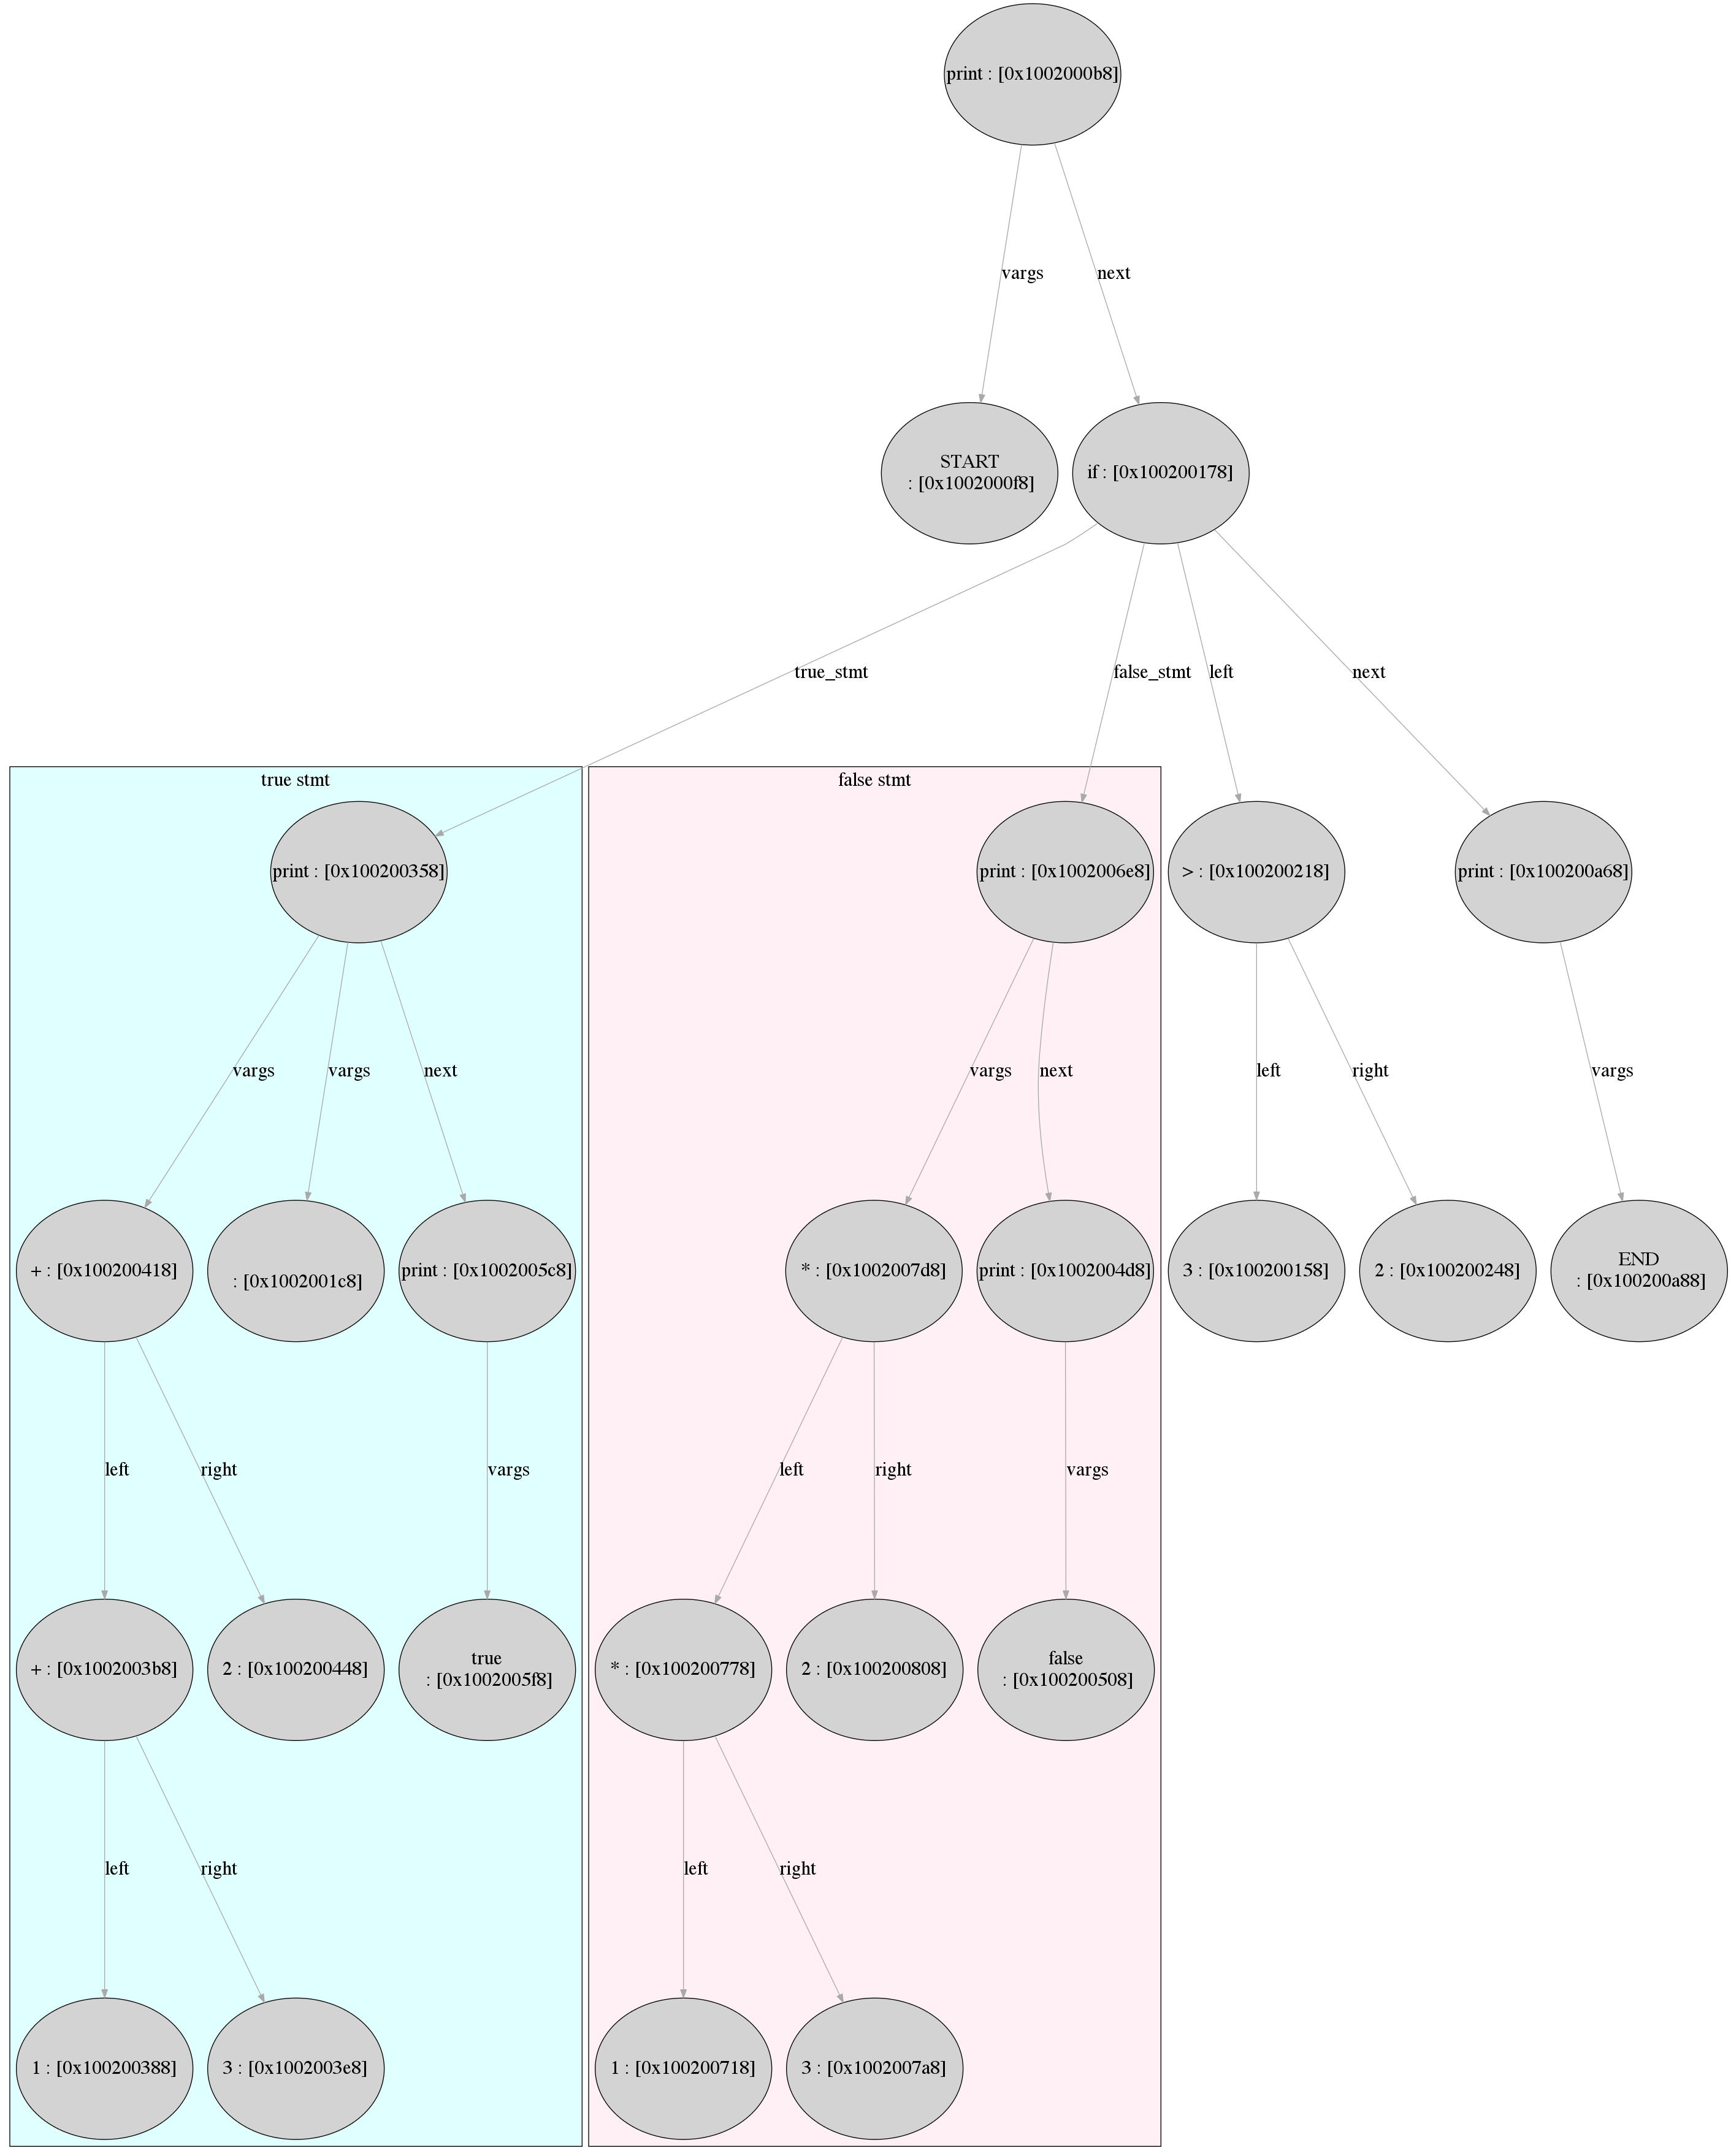 print : [0x1002000b8]
vargs
next
START
: [0x1002000f8]
if : [0x100200178]
true_stmt
false_stmt
left
next
true stmt
false stmt
print : [0x100200358]
print : [0x1002006e8]
> : [0x100200218]
print : [0x100200a68]
vargs
vargs
next
vargs
next
left
right
vargs
+ : [0x100200418]
: [0x1002001c8]
print : [0x1002005c8]
* : [0x1002007d8]
print : [0x1002004d8]
3 : [0x100200158]
2 : [0x100200248]
END
: [0x100200a88]
left
right
vargs
left
right
vargs
+ : [0x1002003b8]
2 : [0x100200448]
true
: [0x1002005f8]
* : [0x100200778]
2 : [0x100200808]
false
: [0x100200508]
left
right
left
right
1 : [0x100200388]
3 : [0x1002003e8]
1 : [0x100200718]
3 : [0x1002007a8]